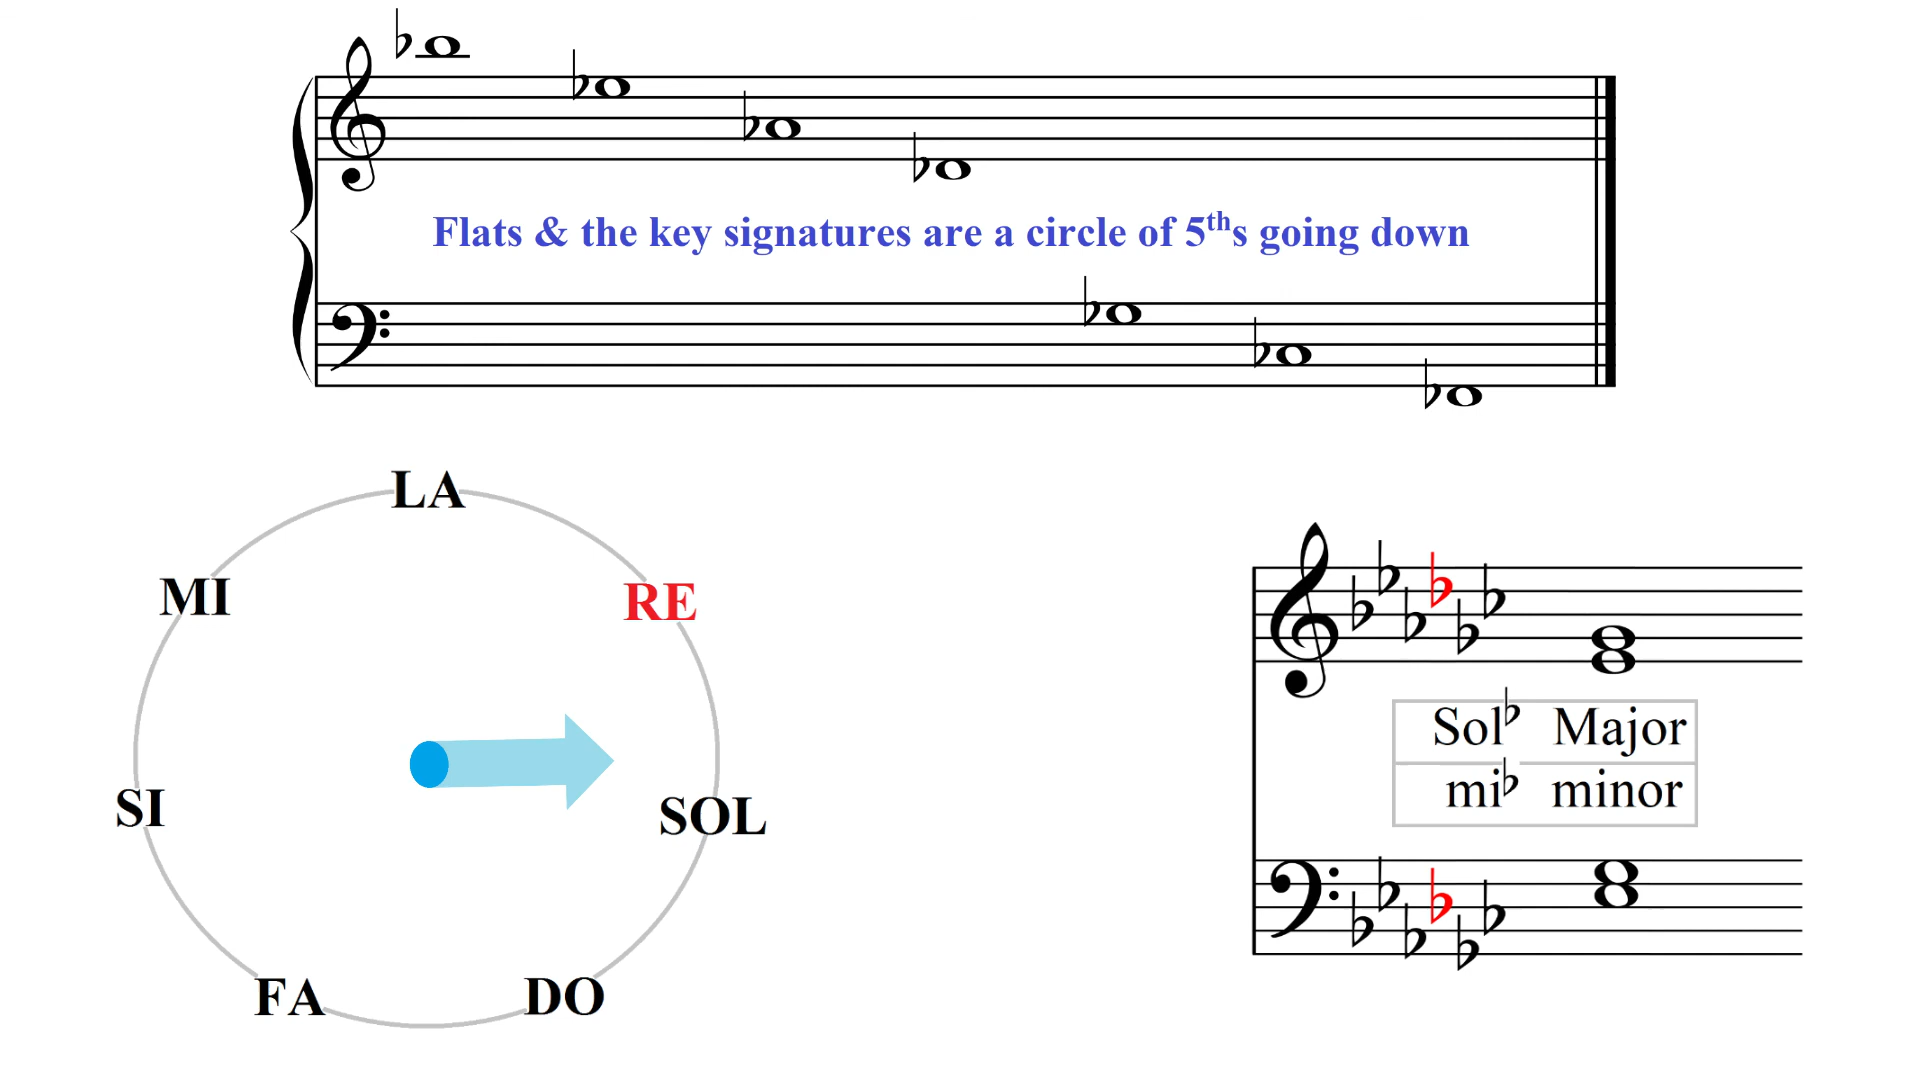 Flats & the key signatures are a circle of 5ths going down
LA
MI
RE
SI
SOL
FA
DO
Sol♭ Major
mi♭ minor